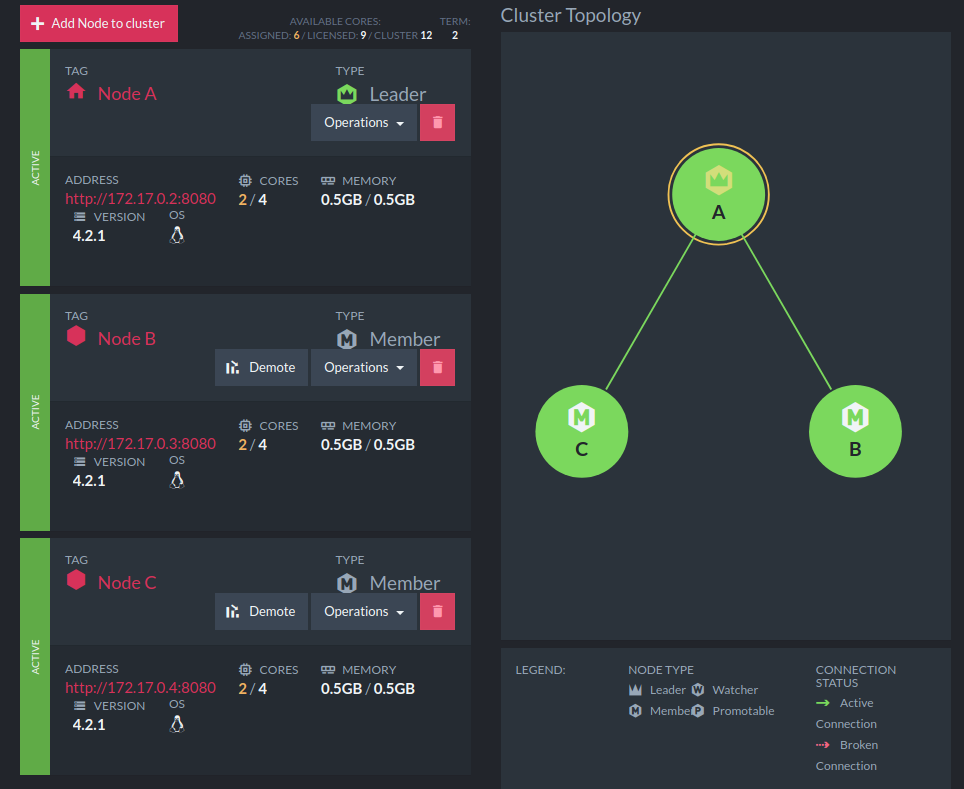 Add Node to cluster
AVAILABLE CORES:
ASSIGNED: 6 / LICENSED: 9 / CLUSTER 12
TERM:
2
ACTIVE
TAG
Node A
TYPE
Leader
Operations
ADDRESS
http://172.17.0.2:8080
CORES
2 / 4
MEMORY
0.5GB / 0.5GB
VERSION
4.2.1
OS
ACTIVE
TAG
Node B
TYPE
M Member
Demote
Operations
ADDRESS
http://172.17.0.3:8080
CORES
2 / 4
MEMORY
0.5GB / 0.5GB
VERSION
4.2.1
OS
ACTIVE
TAG
Node C
TYPE
M Member
Demote
Operations
ADDRESS
http://172.17.0.4:8080
CORES
2 / 4
MEMORY
0.5GB / 0.5GB
VERSION
4.2.1
OS
Cluster Topology
A
M
C
M
B
LEGEND:
NODE TYPE
Leader W Watcher
M Member P Promotable
CONNECTION
STATUS
Active
Connection
Broken
Connection